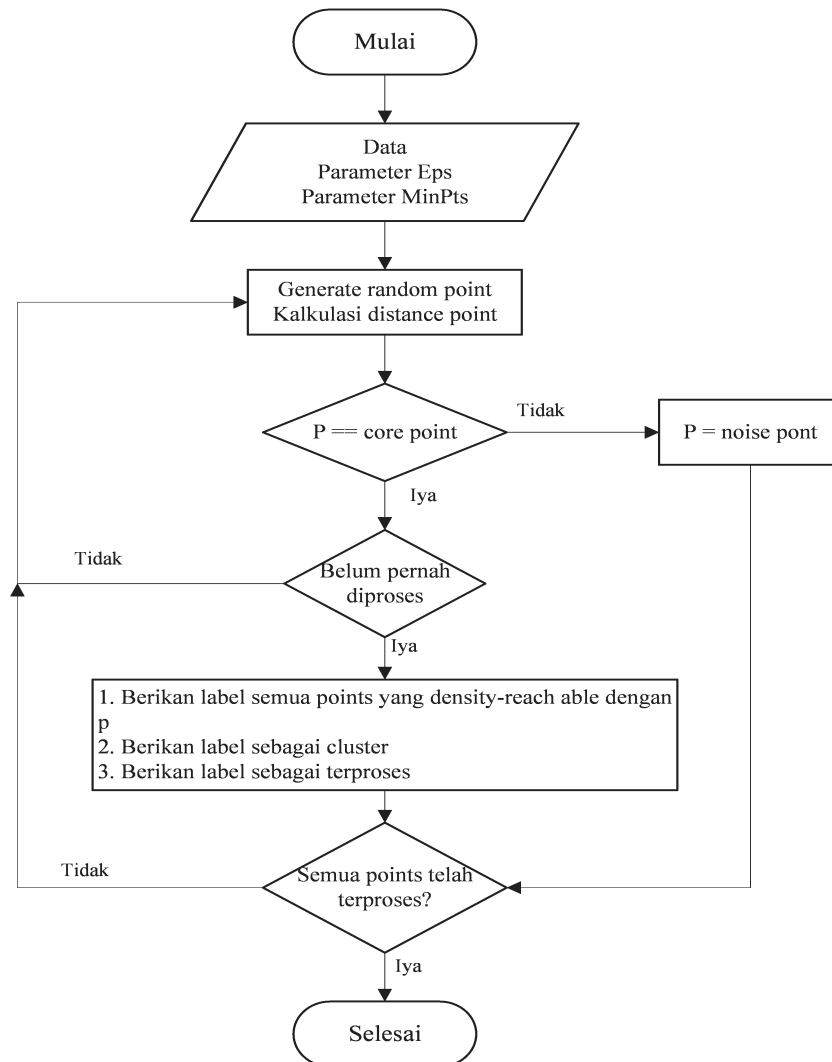 Mulai
Data
Parameter Eps
Parameter MinPts
Generate random point
Kalkulasi distance point
P == core point
Tidak
P = noise pont
Iya
Belum pernah
diproses
Tidak
Iya
1. Berikan label semua points yang density-reach able dengan
p
2. Berikan label sebagai cluster
3. Berikan label sebagai terproses
Semua points telah
terproses?
Tidak
Iya
Selesai